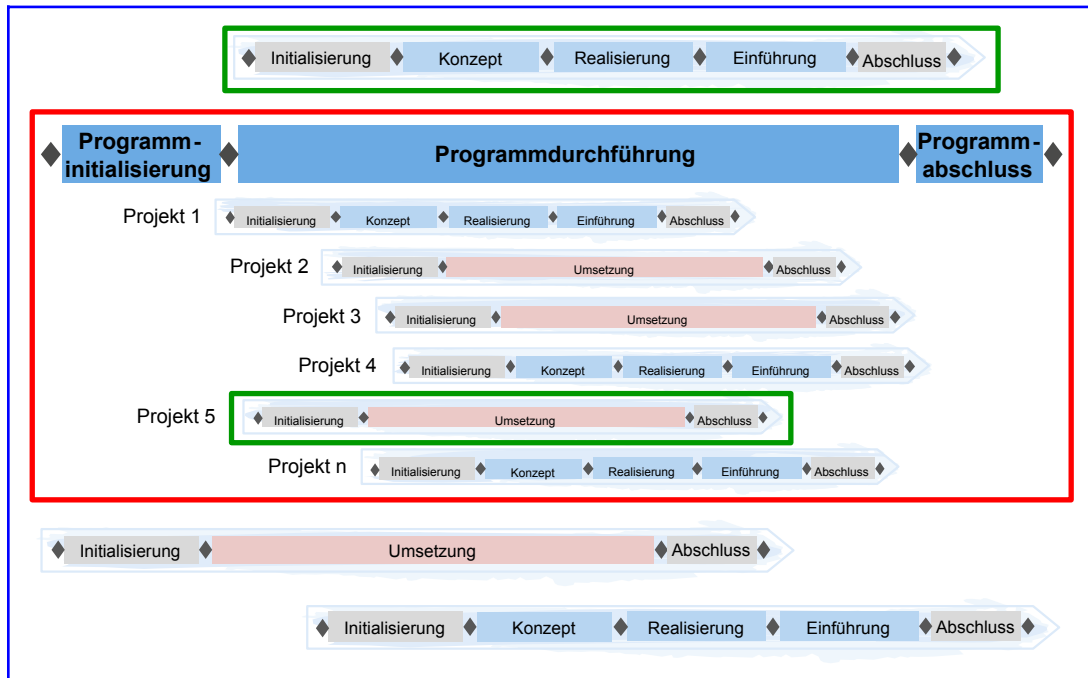 Initialisierung Konzept Realisierung Einführung Abschluss
Programm-
initialisierung
Programmdurchführung
Programm-
abschluss
Projekt 1 Initialisierung Konzept Realisierung Einführung Abschluss
Projekt 2 Initialisierung Umsetzung Abschluss
Projekt 3 Initialisierung Umsetzung Abschluss
Projekt 4 Initialisierung Konzept Realisierung Einführung Abschluss
Projekt 5 Initialisierung Umsetzung Abschluss
Projekt n Initialisierung Konzept Realisierung Einführung Abschluss
Initialisierung Umsetzung Abschluss
Initialisierung Konzept Realisierung Einführung Abschluss